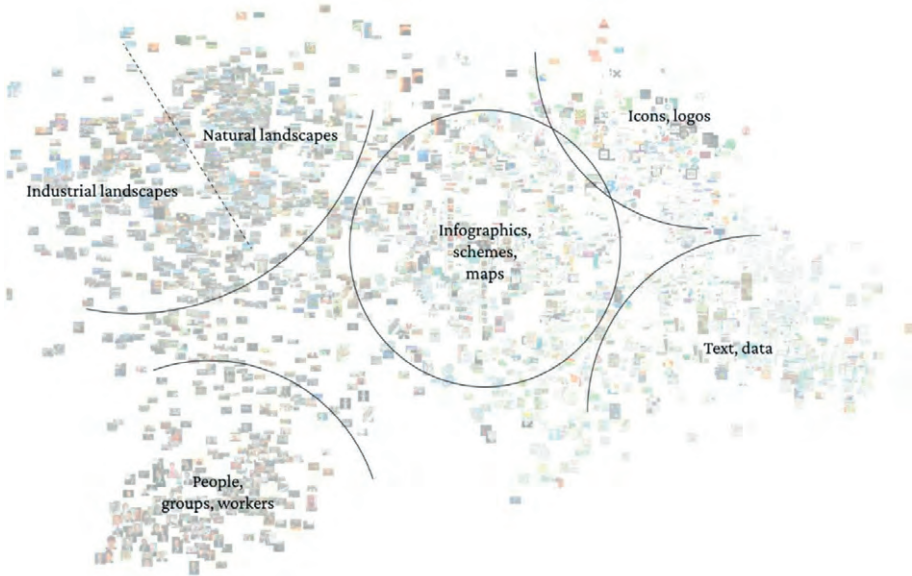 Icons, logos
Natural landscapes
Industrial landscapes
Infographics,
schemes,
maps
Text, data
People,
groups, workers